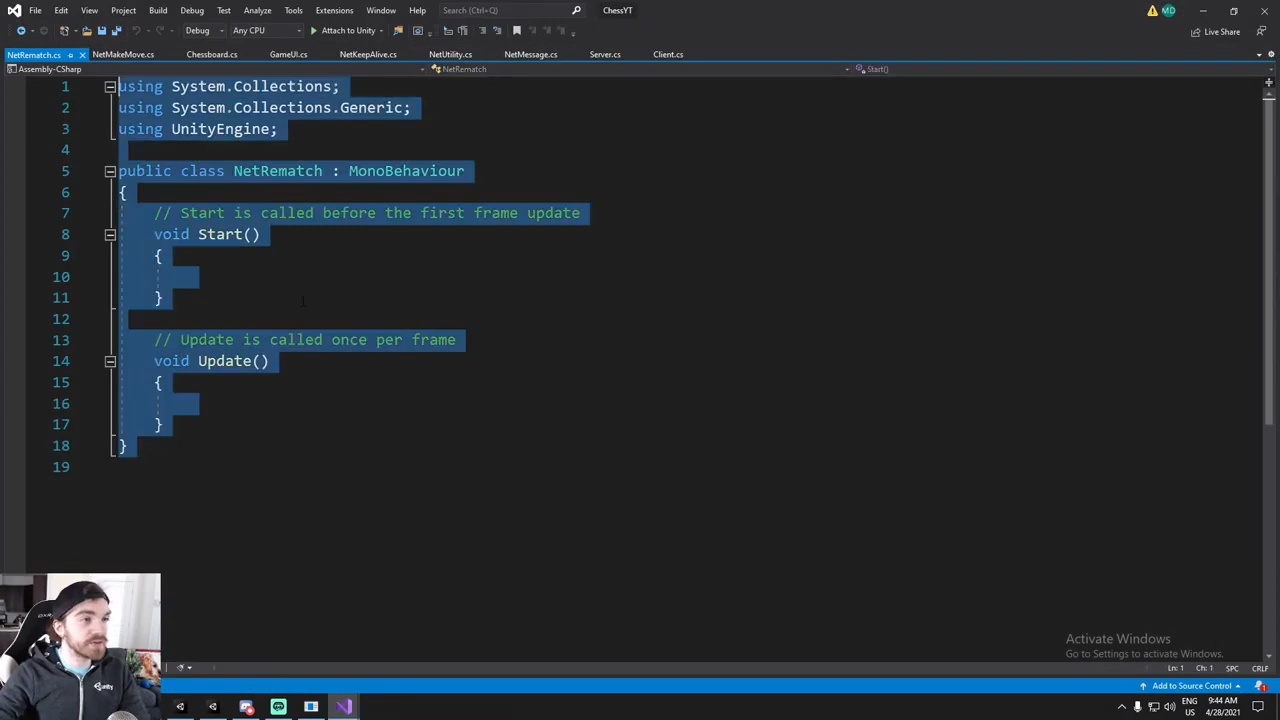 File Edit View Project Build Debug Test Analyze Tools Extensions Window Help Search (Ctrl+Q) ChessYT MD
Debug Any CPU Attach to Unity Live Share
NetRematch.cs NetMakeMove.cs Chessboard.cs GameUI.cs NetKeepAlive.cs NetUtility.cs NetMessage.cs Server.cs Client.cs
Assembly-CSharp NetRematch Start()
1 using System.Collections;
2 using System.Collections.Generic;
3 using UnityEngine;
4
5 public class NetRematch : MonoBehaviour
6 {
7 // Start is called before the first frame update
8 void Start()
9 {
10
11 }
12
13 // Update is called once per frame
14 void Update()
15 {
16
17 }
18 }
19
Activate Windows
Go to Settings to activate Windows.
Ln: 1 Ch: 1 SPC CRLF
Add to Source Control 1
ENG 9:44 AM
US 4/28/2021
unity